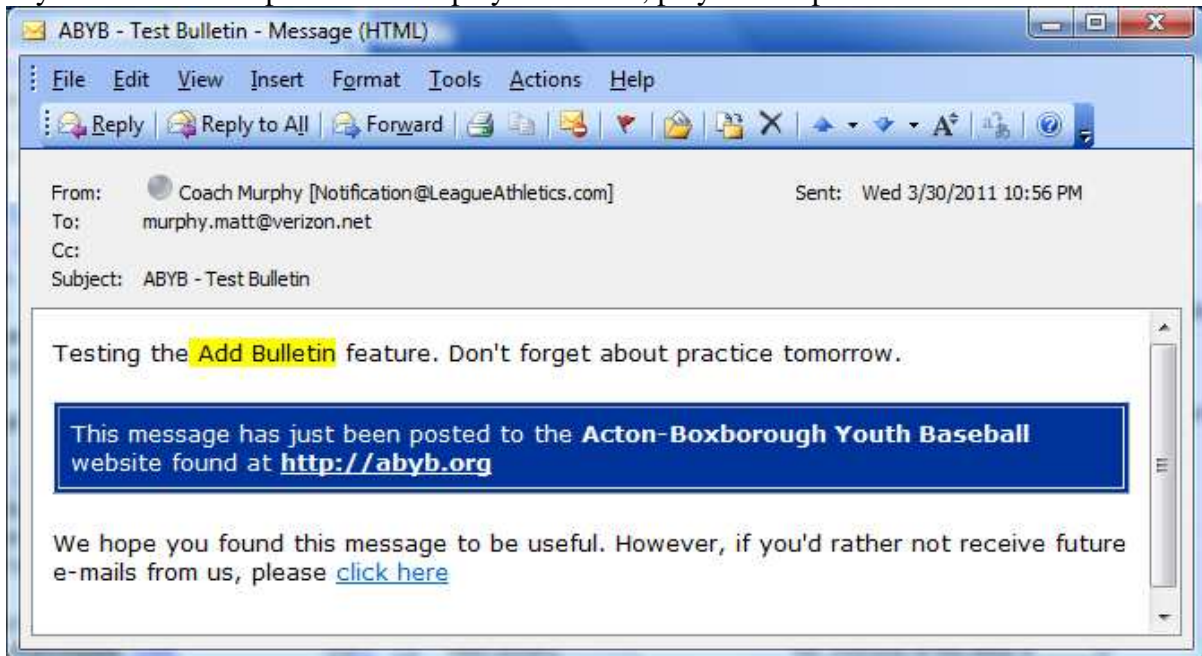 ABYB - Test Bulletin - Message (HTML)
File Edit View Insert Format Tools Actions Help
Reply Reply to All Forward
From: Coach Murphy [Notification@LeagueAthletics.com] Sent: Wed 3/30/2011 10:56 PM
To: murphy.matt@verizon.net
Cc:
Subject: ABYB - Test Bulletin
Testing the Add Bulletin feature. Don't forget about practice tomorrow.
This message has just been posted to the Acton-Boxborough Youth Baseball
website found at http://abyb.org
We hope you found this message to be useful. However, if you'd rather not receive future
e-mails from us, please click here